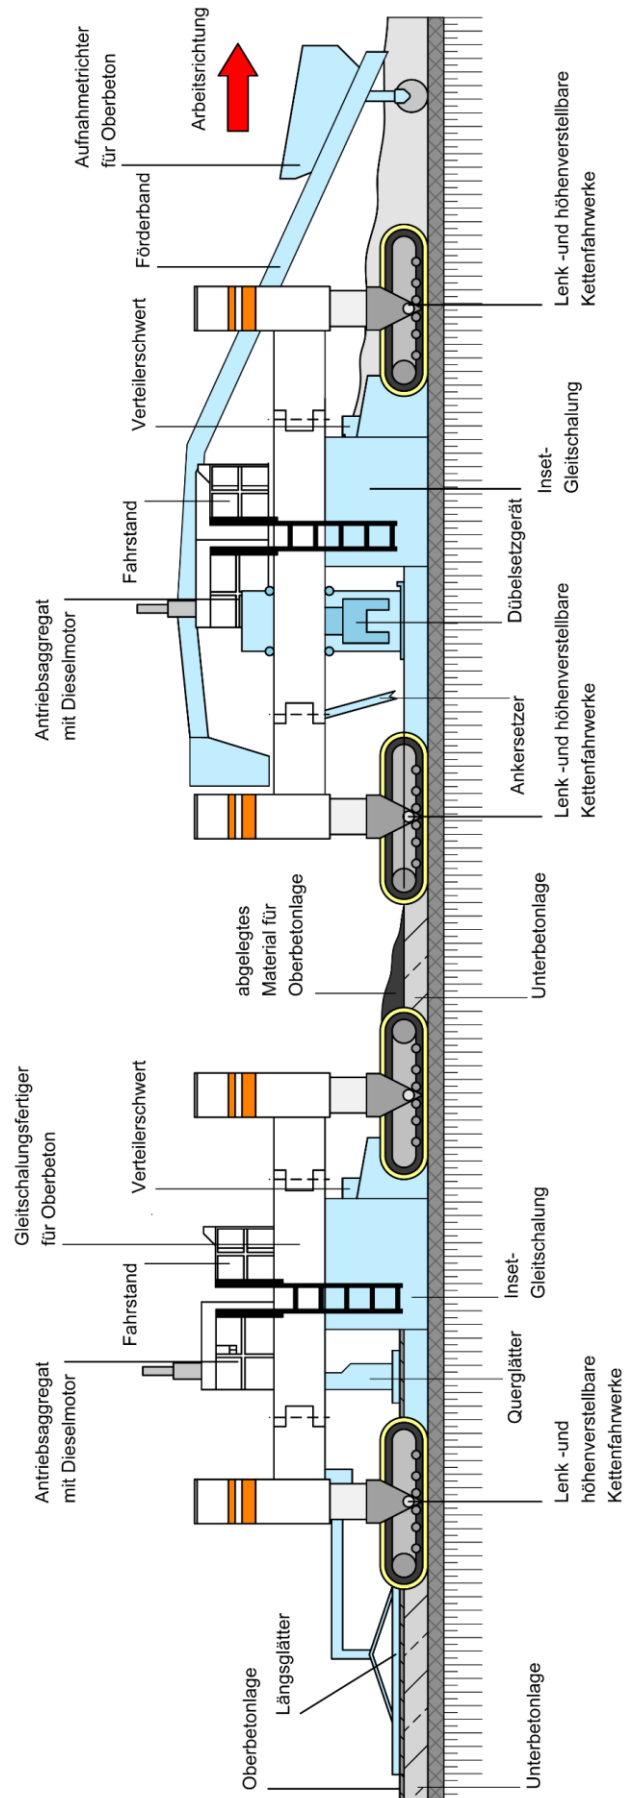 Oberbetonlage
Längsglätter
Antriebsaggregat
mit Dieselmotor
Fahrstand
Gleitschalungsfertiger
für Oberbeton
Verteilerschwert
abgelegtes
Material für
Oberbetonlage
Antriebsaggregat
mit Dieselmotor
Fahrstand
Verteilerschwert
Förderband
Aufnahmetrichter
für Oberbeton
Arbeitsrichtung
Unterbetonlage
Lenk -und
höhenverstellbare
Kettenfahrwerke
Querglätter
Inset-
Gleitschalung
Unterbetonlage
Lenk -und höhenverstellbare
Kettenfahrwerke
Ankersetzer
Dübelsetzgerät
Inset-
Gleitschalung
Lenk -und höhenverstellbare
Kettenfahrwerke